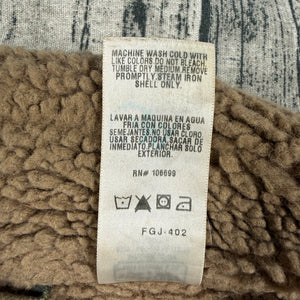 MACHINE WASH COLD WITH
LIKE COLORS.DO NOT BLEACH.
TUMBLE DRY MEDIUM.REMOVE
PROMPTLY.STEAM IRON
SHELL ONLY.
LAVAR A MAQUINA EN AGUA
FRIA CON COLORES
SEMEJANTES.NO USAR CLORO.
USAR SECADORA.SACAR DE
INMEDIATO.PLANCHAR SOLO
EXTERIOR.
RN# 106699
FGJ-402